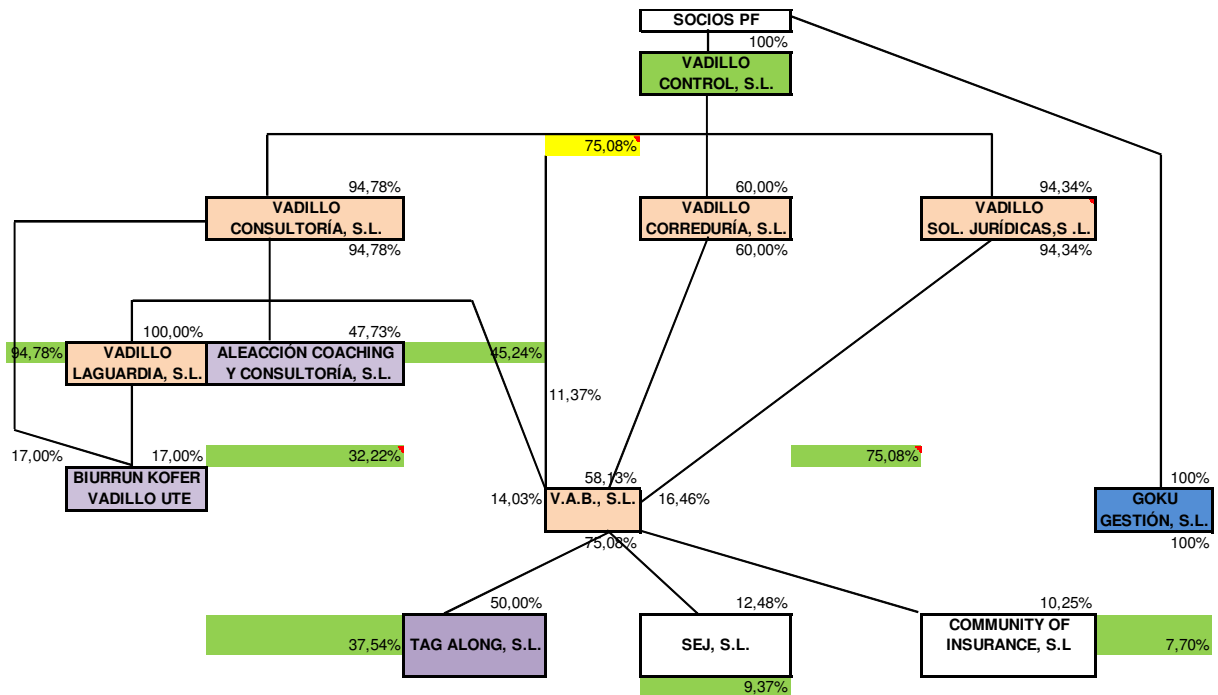 SOCIOS PF
100%
VADILLO
CONTROL, S.L.
75,08%
94,78%
60,00%
94,34%
VADILLO
CONSULTORÍA, S.L.
VADILLO
CORREDURÍA, S.L.
VADILLO
SOL. JURÍDICAS,S .L.
94,78%
60,00%
94,34%
100,00%
47,73%
94,78%
VADILLO
LAGUARDIA, S.L.
ALEACCIÓN COACHING
Y CONSULTORÍA, S.L.
45,24%
11,37%
17,00%
17,00%
32,22%
75,08%
BIURRUN KOFER
VADILLO UTE
58,13%
14,03%
V.A.B., S.L.
16,46%
75,08%
100%
GOKU
GESTIÓN, S.L.
100%
50,00%
12,48%
10,25%
37,54%
TAG ALONG, S.L.
SEJ, S.L.
COMMUNITY OF
INSURANCE, S.L
7,70%
9,37%